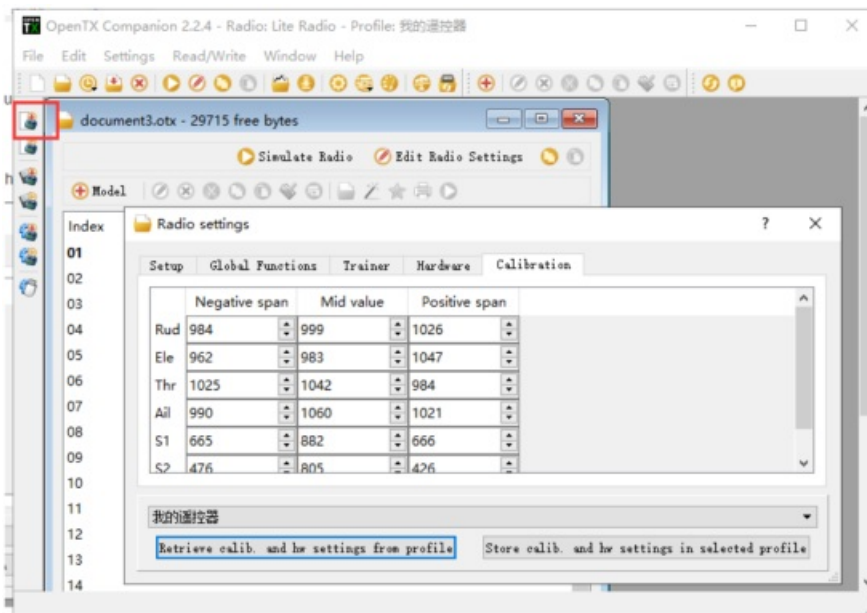 OpenTX Companion 2.2.4 - Radio: Lite Radio - Profile: 我的遥控器
File Edit Settings Read/Write Window Help
document3.otx - 29715 free bytes
Simulate Radio Edit Radio Settings
Model
Index
Radio settings
? ×
01
02
03
04
05
06
07
08
09
10
11
12
13
14
Setup Global Functions Trainer Hardware Calibration
Negative span Mid value Positive span
Rud 984 999 1026
Ele 962 983 1047
Thr 1025 1042 984
Ail 990 1060 1021
S1 665 882 666
S2 476 805 426
我的遥控器
Retrieve calib. and hw settings from profile Store calib. and hw settings in selected profile